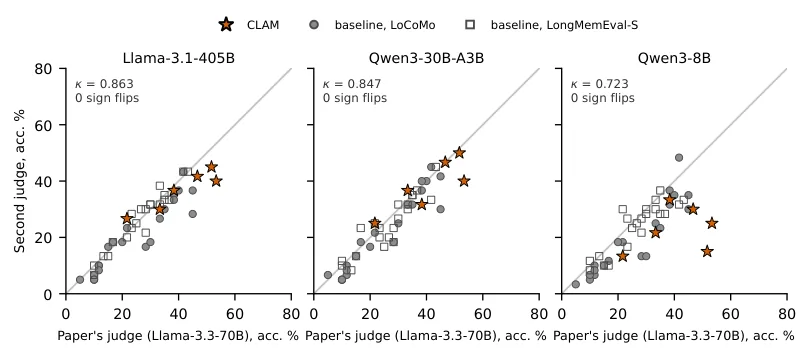 CLAM baseline, LoCoMo baseline, LongMemEval-S
Llama-3.1-405B Qwen3-30B-A3B Qwen3-8B
κ = 0.863
0 sign flips
κ = 0.847
0 sign flips
κ = 0.723
0 sign flips
Second judge, acc. %
80
60
40
20
0
0 20 40 60 80
0 20 40 60 80
0 20 40 60 80
Paper's judge (Llama-3.3-70B), acc. %
Paper's judge (Llama-3.3-70B), acc. %
Paper's judge (Llama-3.3-70B), acc. %